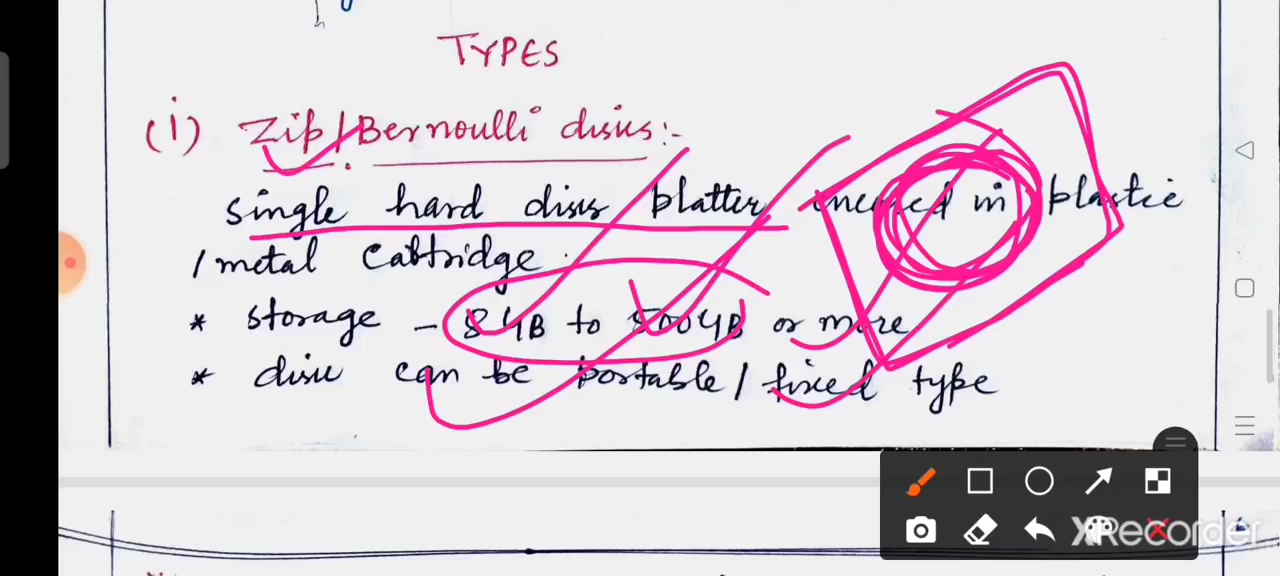 TYPES
(i) Zip/Bernoulli disks:-
single hard disk platter encased in plastic
/metal cartridge.
* storage - 8GB to 500GB or more
* disk can be portable/fixed type
XRecorder